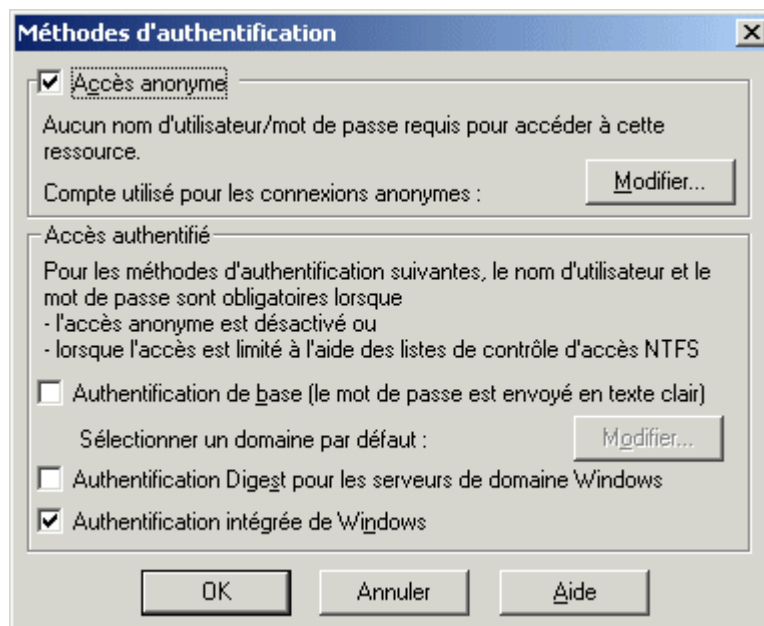 Méthodes d'authentification
Accès anonyme
Aucun nom d'utilisateur/mot de passe requis pour accéder à cette
ressource.
Compte utilisé pour les connexions anonymes :
Modifier...
Accès authentifié
Pour les méthodes d'authentification suivantes, le nom d'utilisateur et le
mot de passe sont obligatoires lorsque
- l'accès anonyme est désactivé ou
- lorsque l'accès est limité à l'aide des listes de contrôle d'accès NTFS
Authentification de base (le mot de passe est envoyé en texte clair)
Sélectionner un domaine par défaut :
Modifier...
Authentification Digest pour les serveurs de domaine Windows
Authentification intégrée de Windows
OK
Annuler
Aide